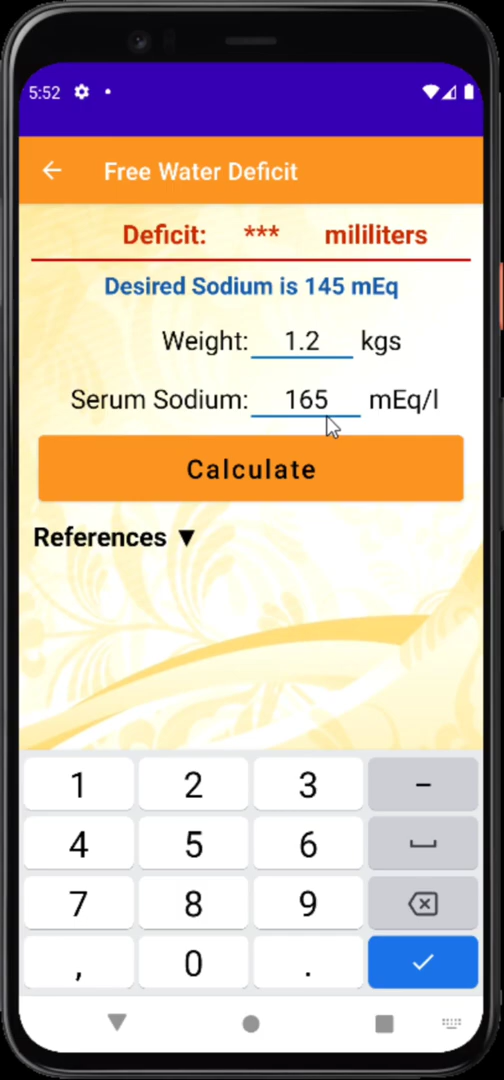 5:52
Free Water Deficit
Deficit: *** mililiters
Desired Sodium is 145 mEq
Weight: 1.2 kgs
Serum Sodium: 165 mEq/l
Calculate
References ▼
1 2 3 −
4 5 6
7 8 9
, 0 .